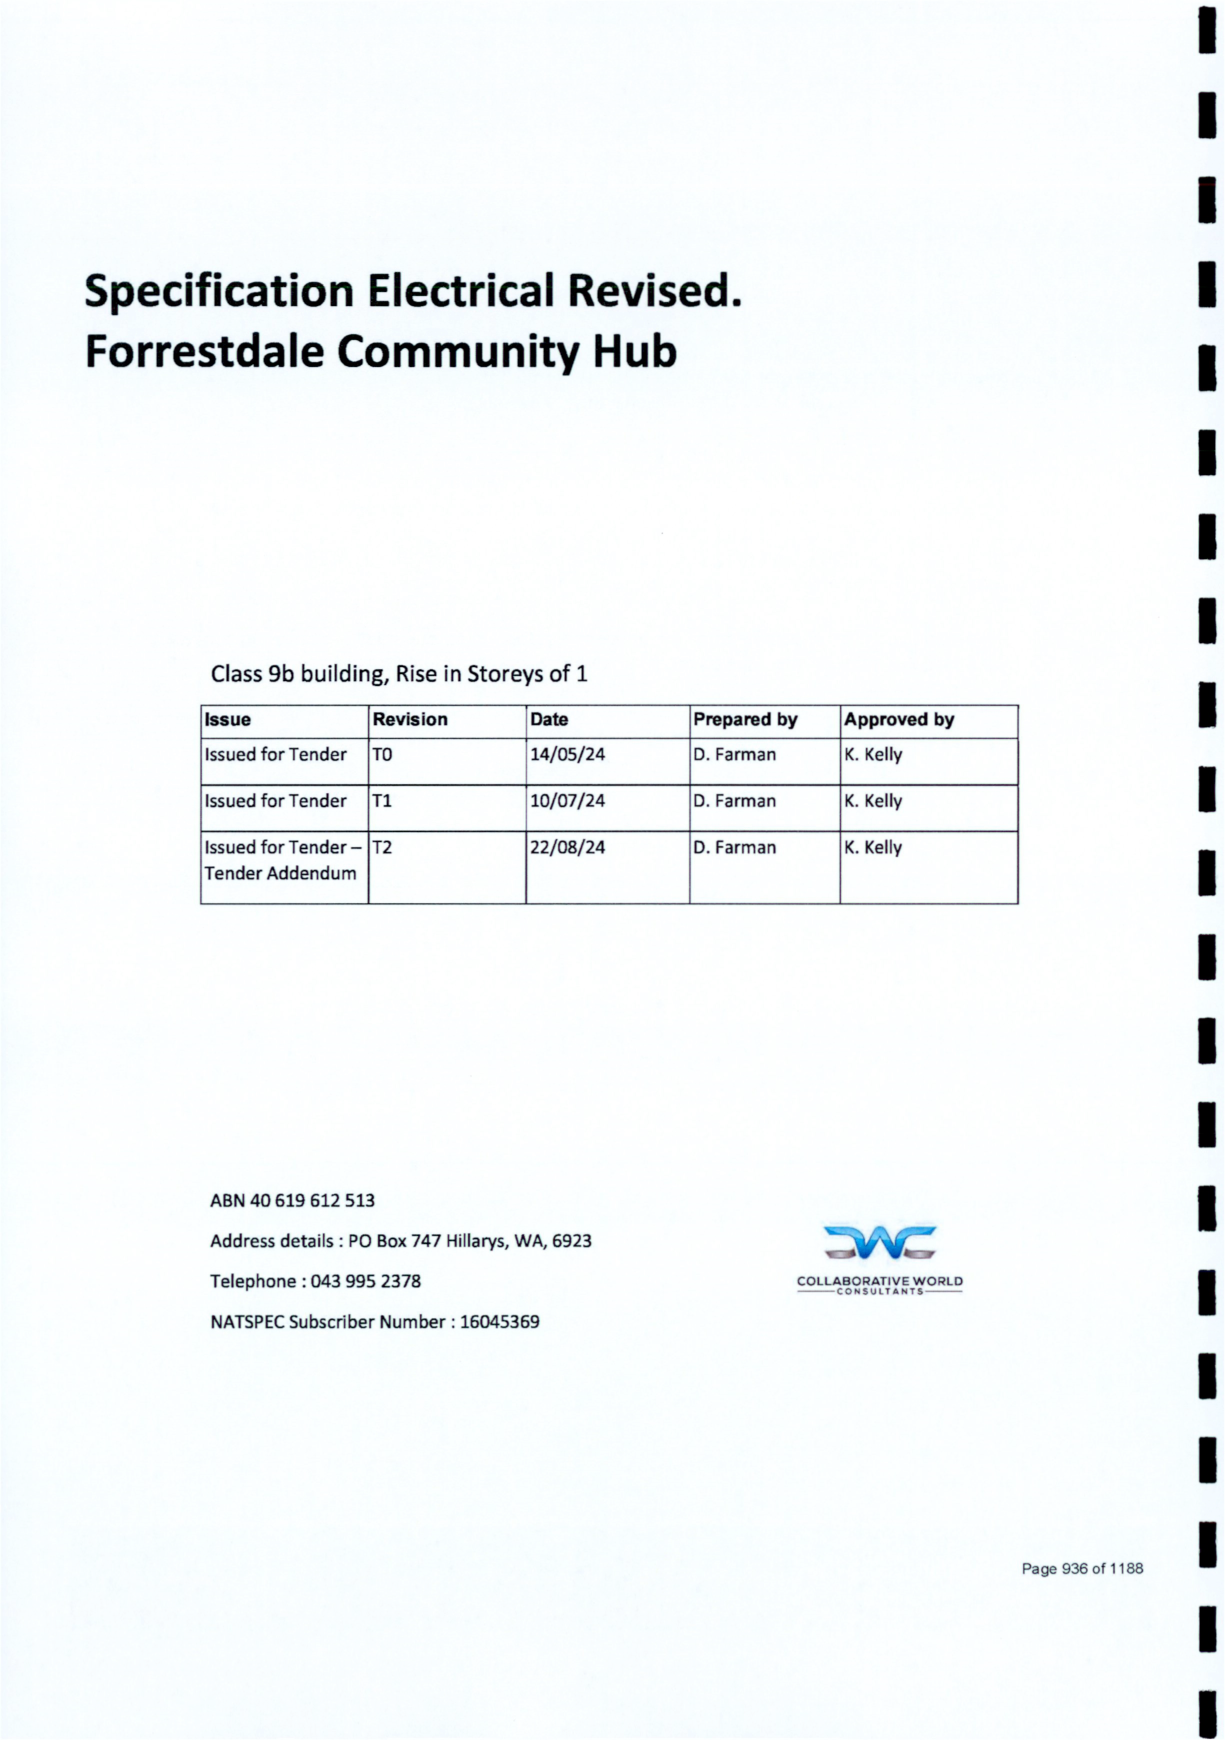 Specification Electrical Revised.
Forrestdale Community Hub
Class 9b building, Rise in Storeys of 1
Issue Revision Date Prepared by Approved by
Issued for Tender T0 14/05/24 D. Farman K. Kelly
Issued for Tender T1 10/07/24 D. Farman K. Kelly
Issued for Tender – T2 22/08/24 D. Farman K. Kelly
Tender Addendum
ABN 40 619 612 513
Address details : PO Box 747 Hillarys, WA, 6923
Telephone : 043 995 2378
NATSPEC Subscriber Number : 16045369
CWC
COLLABORATIVE WORLD
CONSULTANTS
Page 936 of 1188